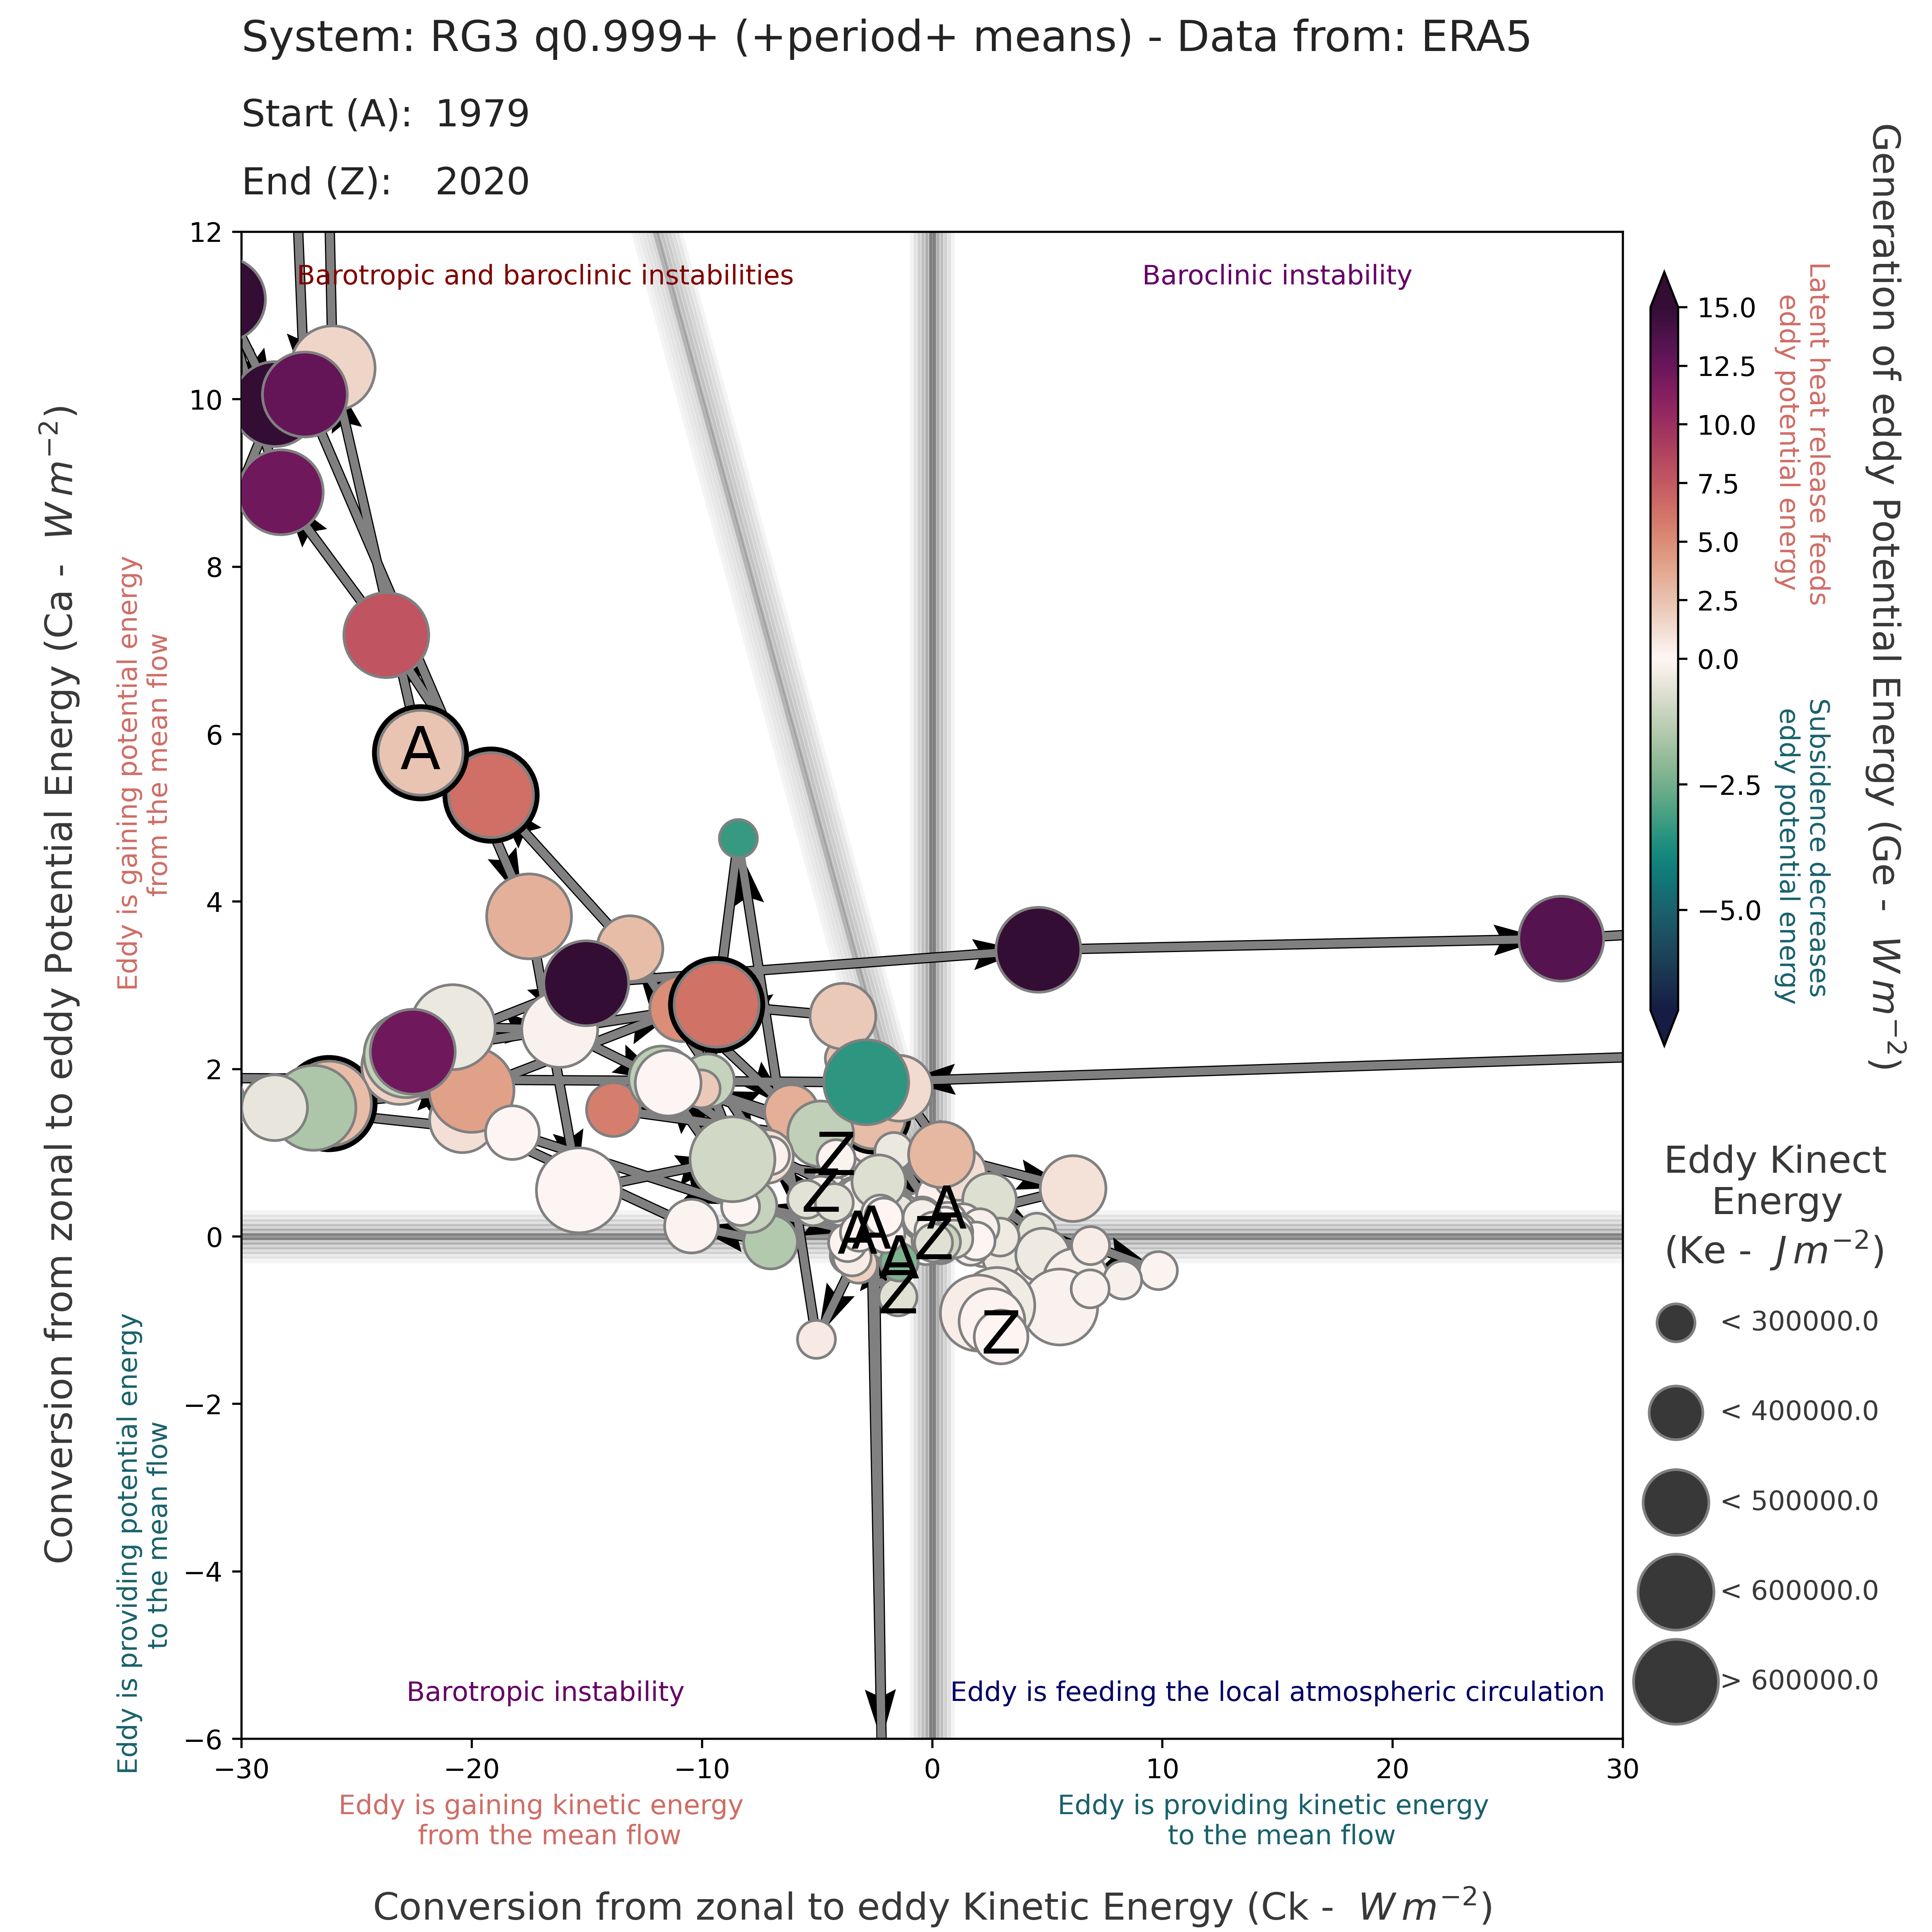 System: RG3 q0.999+ (+period+ means) - Data from: ERA5
Start (A): 1979
End (Z): 2020
Conversion from zonal to eddy Potential Energy (Ca - W m⁻²)
Eddy is gaining potential energy
from the mean flow
Eddy is providing potential energy
to the mean flow
12
10
8
6
4
2
0
−2
−4
−6
Barotropic and baroclinic instabilities
Baroclinic instability
A
Z
Z
A
A
A
Z
A
Z
Z
Barotropic instability
Eddy is feeding the local atmospheric circulation
−30
−20
−10
0
10
20
30
Eddy is gaining kinetic energy
from the mean flow
Eddy is providing kinetic energy
to the mean flow
Conversion from zonal to eddy Kinetic Energy (Ck - W m⁻²)
15.0
12.5
10.0
7.5
5.0
2.5
0.0
−2.5
−5.0
Latent heat release feeds
eddy potential energy
Subsidence decreases
eddy potential energy
Generation of eddy Potential Energy (Ge - W m⁻²)
Eddy Kinect
Energy
(Ke - J m⁻²)
< 300000.0
< 400000.0
< 500000.0
< 600000.0
> 600000.0